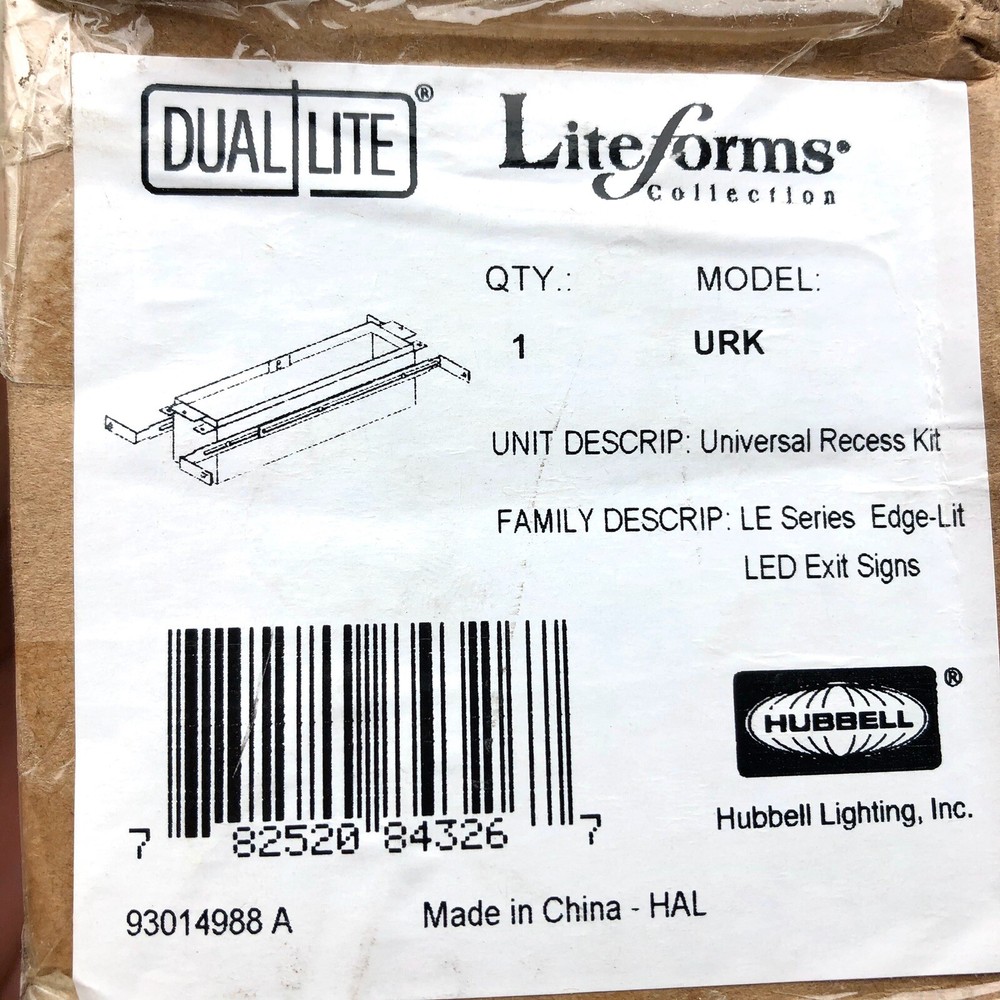 DUAL LITE®
Liteforms®
Collection
QTY.: MODEL:
1 URK
UNIT DESCRIP: Universal Recess Kit
FAMILY DESCRIP: LE Series Edge-Lit
LED Exit Signs
HUBBELL®
Hubbell Lighting, Inc.
7 82520 84326 7
93014988 A
Made in China - HAL